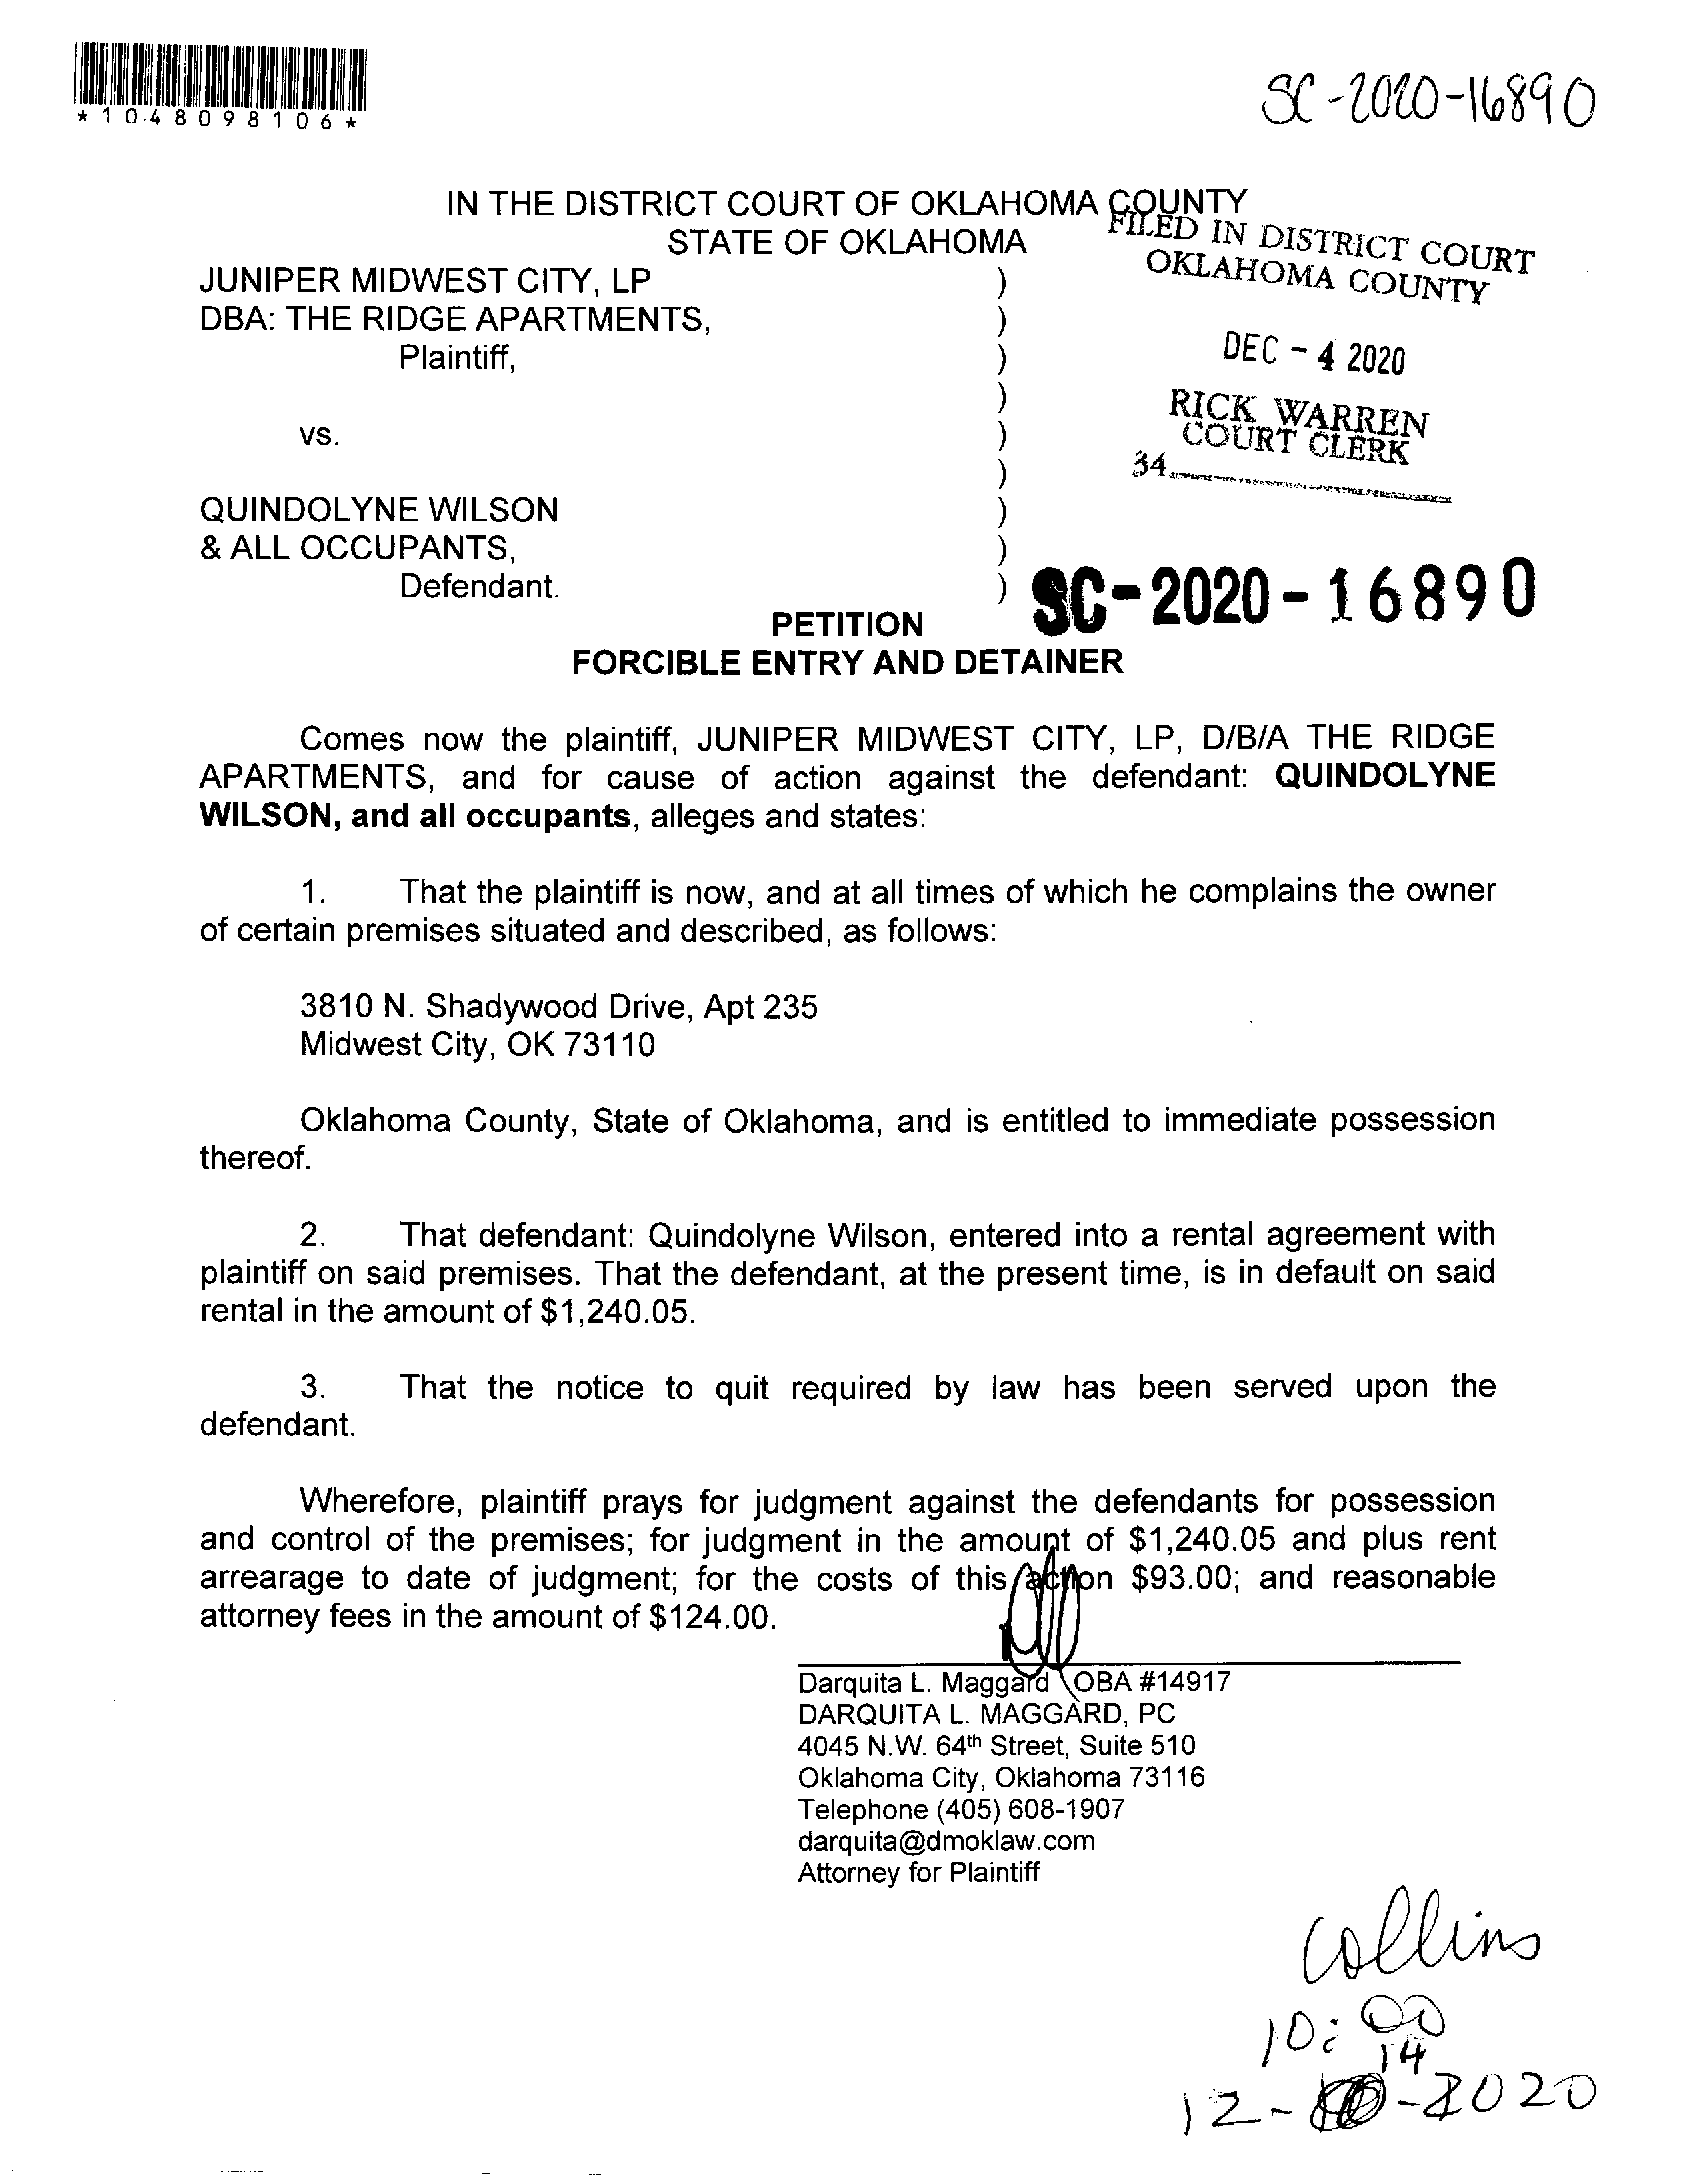 *1048098106*
SC-2020-16890
IN THE DISTRICT COURT OF OKLAHOMA COUNTY
STATE OF OKLAHOMA
FILED IN DISTRICT COURT
OKLAHOMA COUNTY
JUNIPER MIDWEST CITY, LP )
DBA: THE RIDGE APARTMENTS, )
Plaintiff, )
DEC - 4 2020
)
RICK WARREN
COURT CLERK
vs. )
)
34
QUINDOLYNE WILSON )
& ALL OCCUPANTS, )
Defendant. )
SC-2020-16890
PETITION
FORCIBLE ENTRY AND DETAINER
Comes now the plaintiff, JUNIPER MIDWEST CITY, LP, D/B/A THE RIDGE
APARTMENTS, and for cause of action against the defendant: QUINDOLYNE
WILSON, and all occupants, alleges and states:
1. That the plaintiff is now, and at all times of which he complains the owner
of certain premises situated and described, as follows:
3810 N. Shadywood Drive, Apt 235
Midwest City, OK 73110
Oklahoma County, State of Oklahoma, and is entitled to immediate possession
thereof.
2. That defendant: Quindolyne Wilson, entered into a rental agreement with
plaintiff on said premises. That the defendant, at the present time, is in default on said
rental in the amount of $1,240.05.
3. That the notice to quit required by law has been served upon the
defendant.
Wherefore, plaintiff prays for judgment against the defendants for possession
and control of the premises; for judgment in the amount of $1,240.05 and plus rent
arrearage to date of judgment; for the costs of this action $93.00; and reasonable
attorney fees in the amount of $124.00.
Darquita L. Maggard OBA #14917
DARQUITA L. MAGGARD, PC
4045 N.W. 64th Street, Suite 510
Oklahoma City, Oklahoma 73116
Telephone (405) 608-1907
darquita@dmoklaw.com
Attorney for Plaintiff
Collins
10:00
14
12- -2020